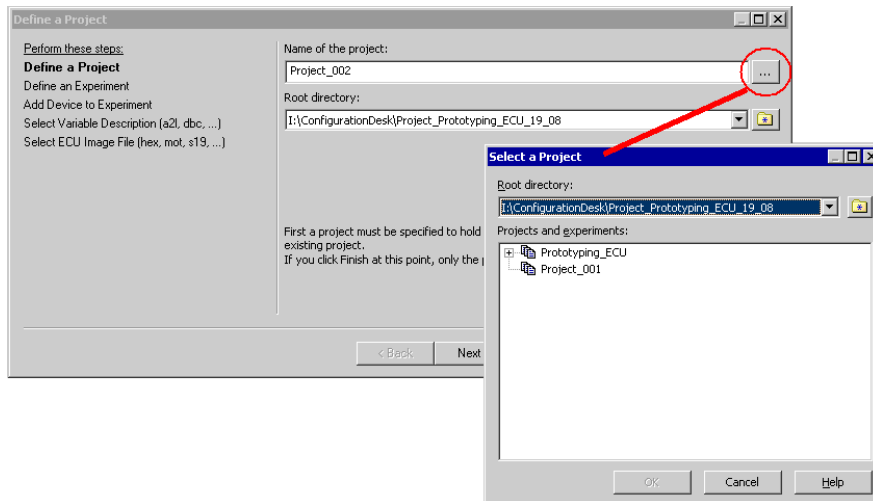 Define a Project
Perform these steps:
Define a Project
Define an Experiment
Add Device to Experiment
Select Variable Description (a2l, dbc, ...)
Select ECU Image File (hex, mot, s19, ...)
Name of the project:
Project_002
...
Root directory:
I:\ConfigurationDesk\Project_Prototyping_ECU_19_08
First a project must be specified to hold
existing project.
If you click Finish at this point, only the
< Back
Next
Select a Project
Root directory:
I:\ConfigurationDesk\Project_Prototyping_ECU_19_08
Projects and experiments:
Prototyping_ECU
Project_001
OK
Cancel
Help